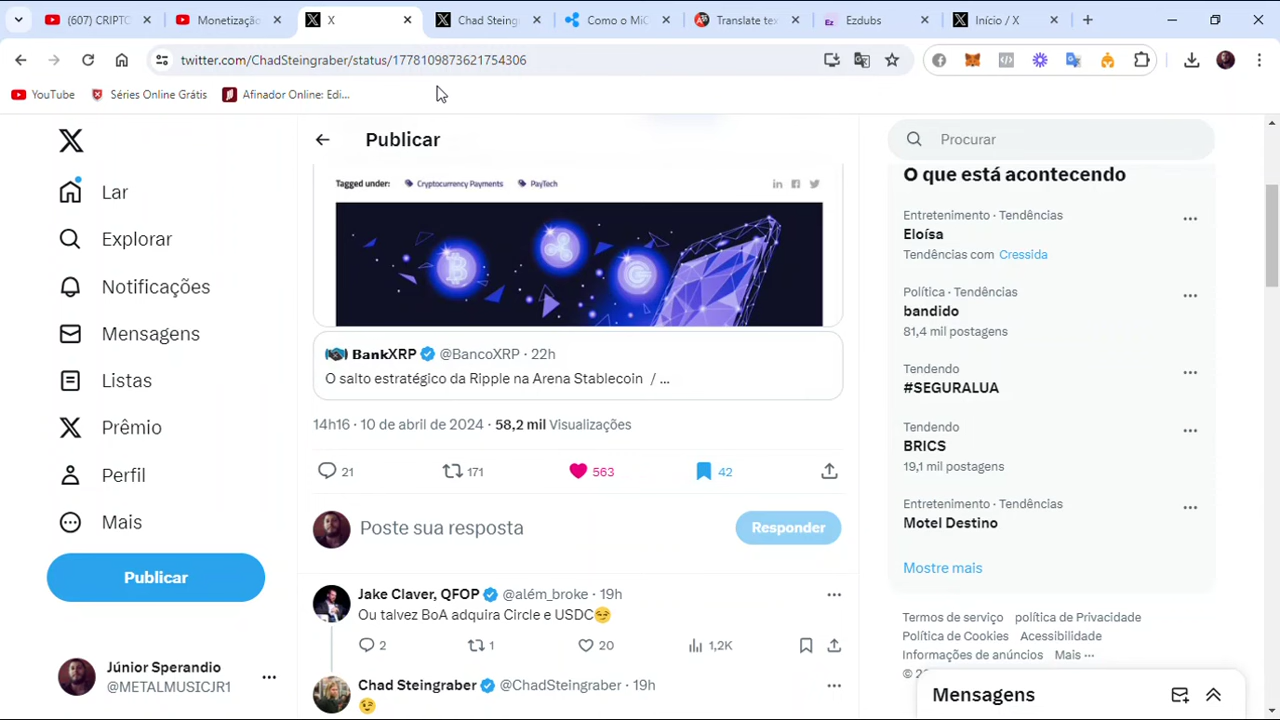 (607) CRIPTO
Monetização
X
Chad Steing
Como o MiC
Translate tex
Ezdubs
Início / X
twitter.com/ChadSteingraber/status/1778109873621754306
YouTube
Séries Online Grátis
Afinador Online: Edi...
Publicar
Procurar
Tagged under: Cryptocurrency Payments PayTech
O que está acontecendo
Lar
Explorar
Notificações
Mensagens
Listas
Prêmio
Perfil
Mais
Publicar
Júnior Sperandio
@METALMUSICJR1
BankXRP @BancoXRP · 22h
O salto estratégico da Ripple na Arena Stablecoin / ...
14h16 · 10 de abril de 2024 · 58,2 mil Visualizações
21 171 563 42
Poste sua resposta
Responder
Jake Claver, QFOP @além_broke · 19h
Ou talvez BoA adquira Circle e USDC😏
2 1 20 1,2K
Chad Steingraber @ChadSteingraber · 19h
😉
Entretenimento · Tendências
Eloísa
Tendências com Cressida
Política · Tendências
bandido
81,4 mil postagens
Tendendo
#SEGURALUA
Tendendo
BRICS
19,1 mil postagens
Entretenimento · Tendências
Motel Destino
Mostre mais
Termos de serviço política de Privacidade
Política de Cookies Acessibilidade
Informações de anúncios Mais ···
© 2
Mensagens